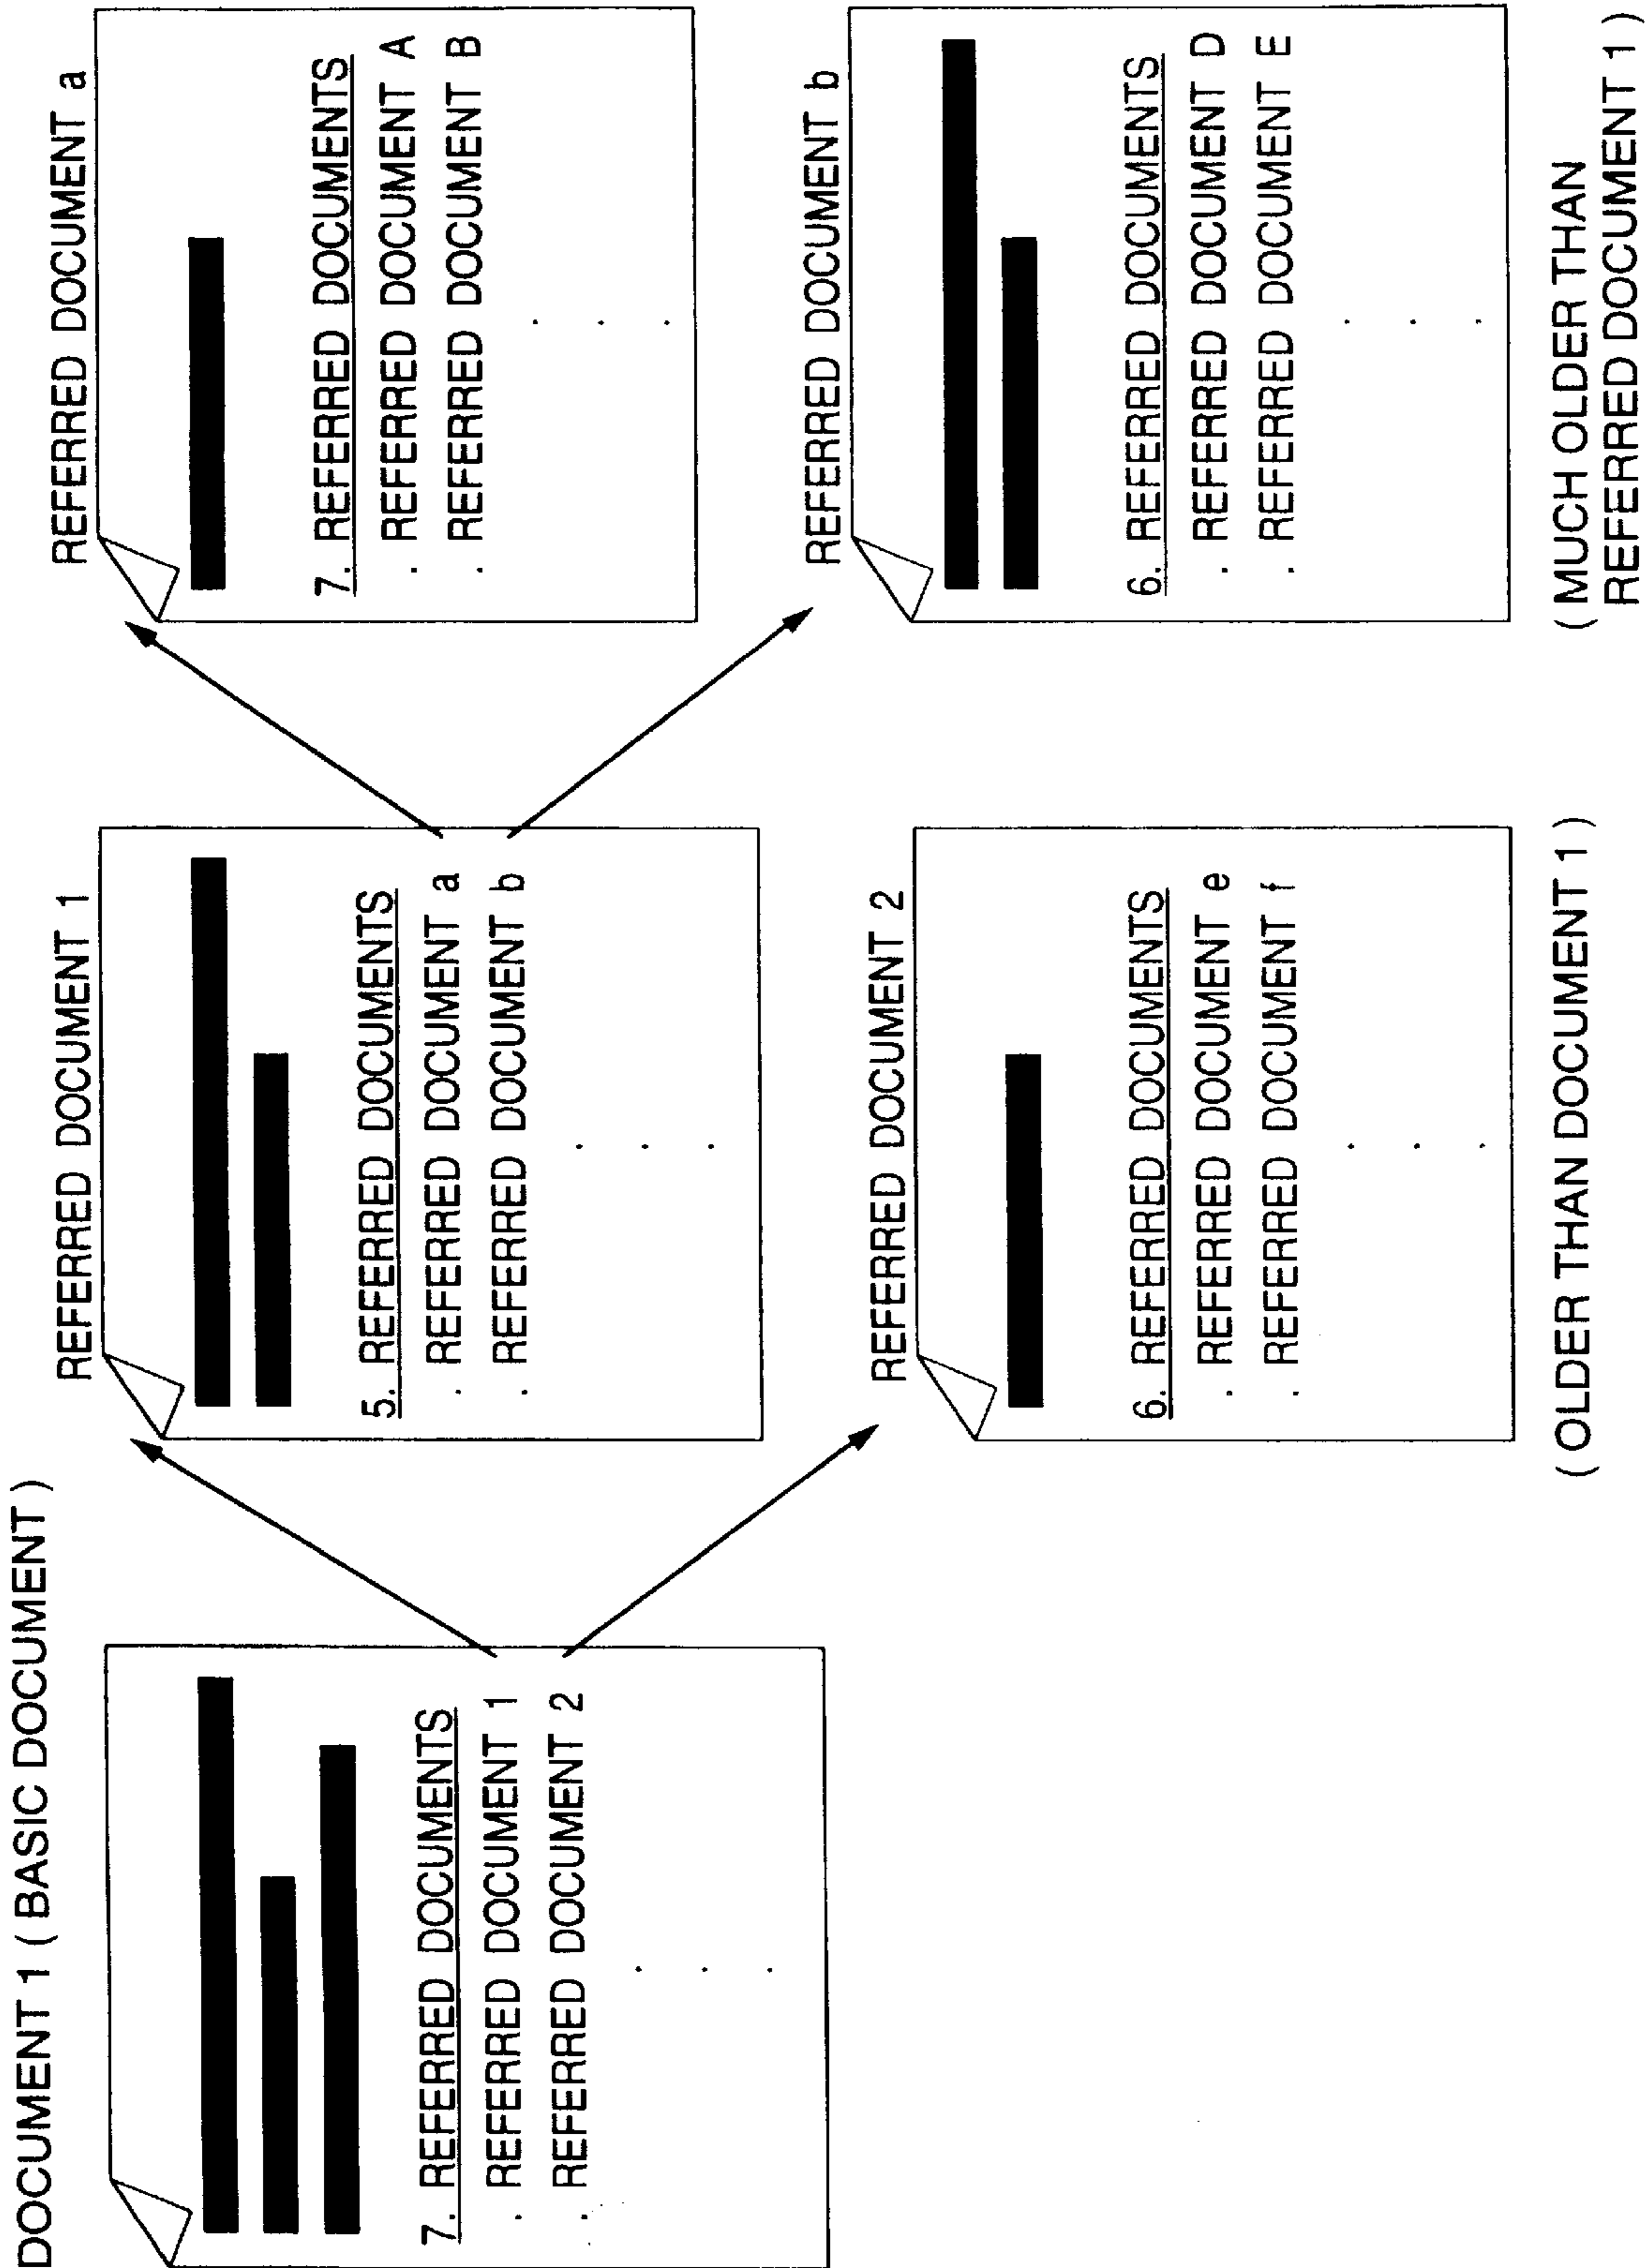 DOCUMENT 1 ( BASIC DOCUMENT )
7. REFERRED DOCUMENTS
. REFERRED DOCUMENT 1
. REFERRED DOCUMENT 2
.
.
.
REFERRED DOCUMENT 1
5. REFERRED DOCUMENTS
. REFERRED DOCUMENT a
. REFERRED DOCUMENT b
.
.
.
REFERRED DOCUMENT 2
6. REFERRED DOCUMENTS
. REFERRED DOCUMENT e
. REFERRED DOCUMENT f
.
.
.
( OLDER THAN DOCUMENT 1 )
REFERRED DOCUMENT a
7. REFERRED DOCUMENTS
. REFERRED DOCUMENT A
. REFERRED DOCUMENT B
.
.
.
REFERRED DOCUMENT b
6. REFERRED DOCUMENTS
. REFERRED DOCUMENT D
. REFERRED DOCUMENT E
.
.
.
( MUCH OLDER THAN
REFERRED DOCUMENT 1 )